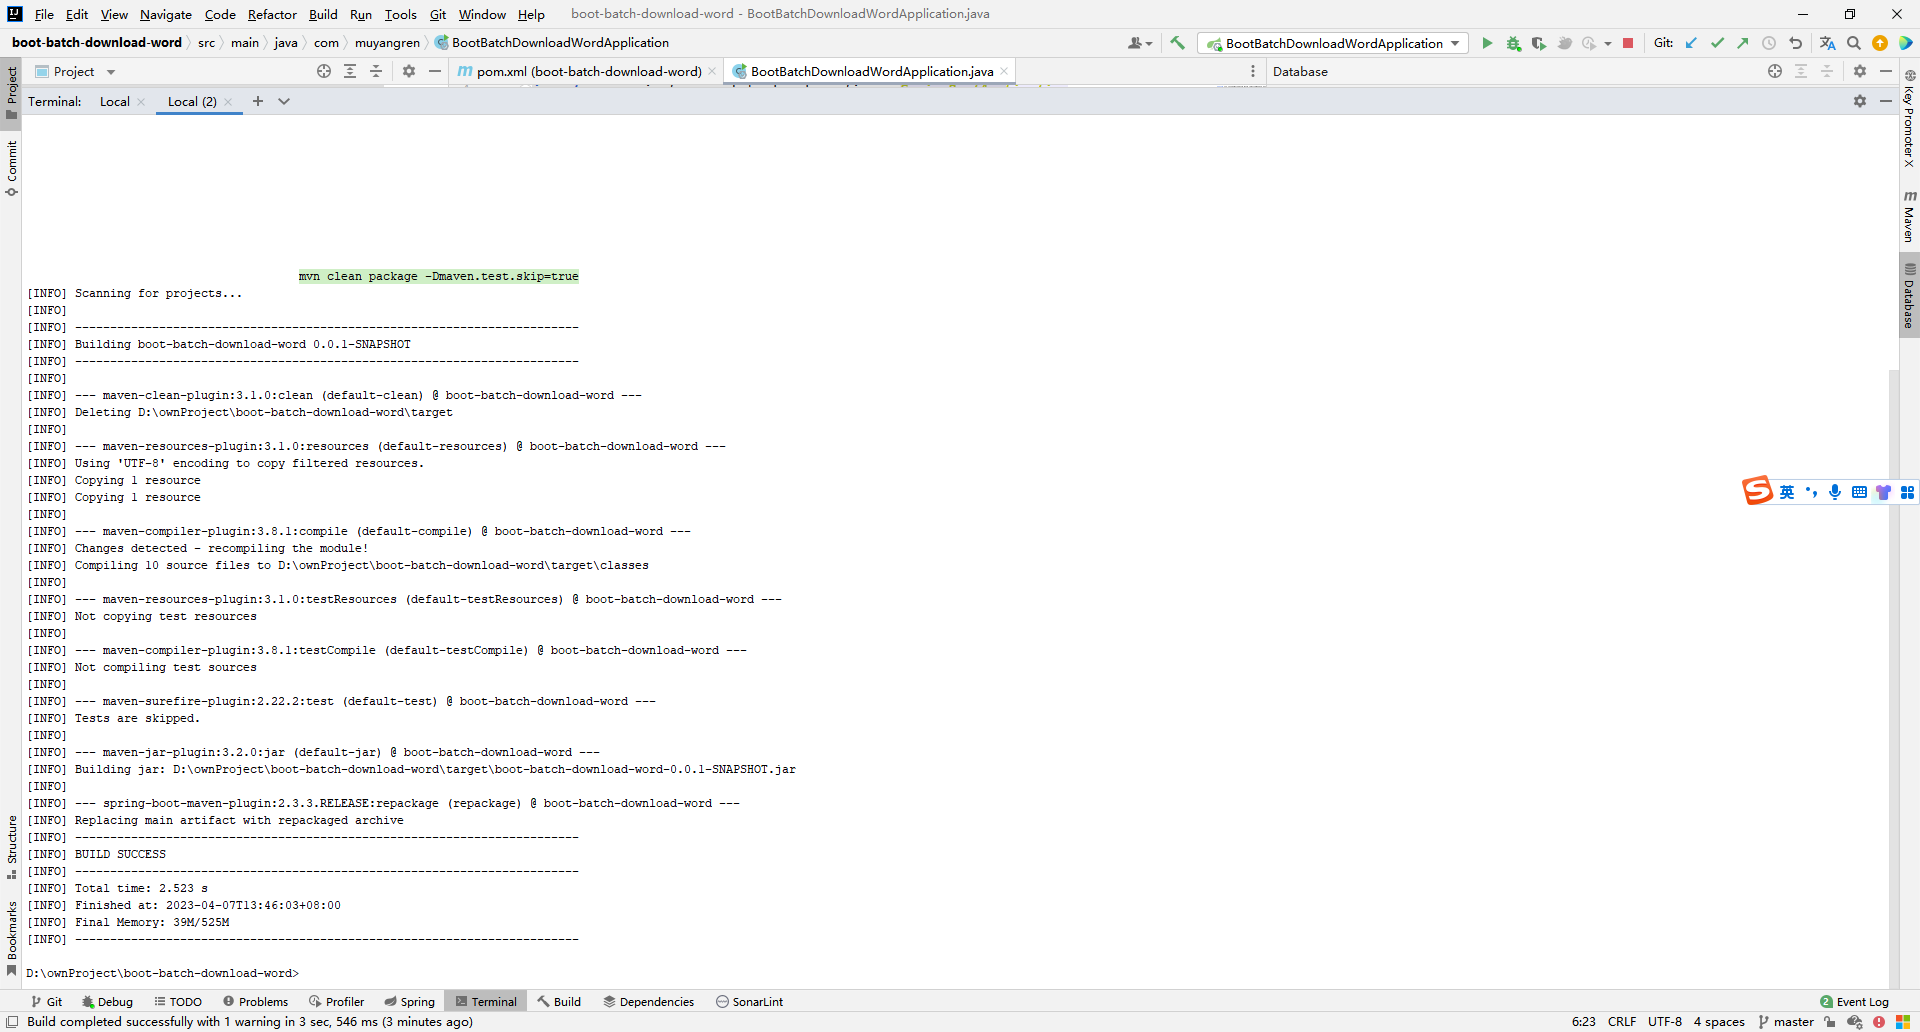 File Edit View Navigate Code Refactor Build Run Tools Git Window Help boot-batch-download-word - BootBatchDownloadWordApplication.java
boot-batch-download-word src main java com muyangren BootBatchDownloadWordApplication BootBatchDownloadWordApplication Git:
Project pom.xml (boot-batch-download-word) BootBatchDownloadWordApplication.java Database
Terminal: Local Local (2)
Project
Commit
Structure
Bookmarks
Key Promoter X
Maven
Database
mvn clean package -Dmaven.test.skip=true
[INFO] Scanning for projects...
[INFO]
[INFO] ------------------------------------------------------------------------
[INFO] Building boot-batch-download-word 0.0.1-SNAPSHOT
[INFO] ------------------------------------------------------------------------
[INFO]
[INFO] --- maven-clean-plugin:3.1.0:clean (default-clean) @ boot-batch-download-word ---
[INFO] Deleting D:\ownProject\boot-batch-download-word\target
[INFO]
[INFO] --- maven-resources-plugin:3.1.0:resources (default-resources) @ boot-batch-download-word ---
[INFO] Using 'UTF-8' encoding to copy filtered resources.
[INFO] Copying 1 resource
[INFO] Copying 1 resource
[INFO]
[INFO] --- maven-compiler-plugin:3.8.1:compile (default-compile) @ boot-batch-download-word ---
[INFO] Changes detected - recompiling the module!
[INFO] Compiling 10 source files to D:\ownProject\boot-batch-download-word\target\classes
[INFO]
[INFO] --- maven-resources-plugin:3.1.0:testResources (default-testResources) @ boot-batch-download-word ---
[INFO] Not copying test resources
[INFO]
[INFO] --- maven-compiler-plugin:3.8.1:testCompile (default-testCompile) @ boot-batch-download-word ---
[INFO] Not compiling test sources
[INFO]
[INFO] --- maven-surefire-plugin:2.22.2:test (default-test) @ boot-batch-download-word ---
[INFO] Tests are skipped.
[INFO]
[INFO] --- maven-jar-plugin:3.2.0:jar (default-jar) @ boot-batch-download-word ---
[INFO] Building jar: D:\ownProject\boot-batch-download-word\target\boot-batch-download-word-0.0.1-SNAPSHOT.jar
[INFO]
[INFO] --- spring-boot-maven-plugin:2.3.3.RELEASE:repackage (repackage) @ boot-batch-download-word ---
[INFO] Replacing main artifact with repackaged archive
[INFO] ------------------------------------------------------------------------
[INFO] BUILD SUCCESS
[INFO] ------------------------------------------------------------------------
[INFO] Total time: 2.523 s
[INFO] Finished at: 2023-04-07T13:46:03+08:00
[INFO] Final Memory: 39M/525M
[INFO] ------------------------------------------------------------------------
D:\ownProject\boot-batch-download-word>
英
Git Debug TODO Problems Profiler Spring Terminal Build Dependencies SonarLint 2 Event Log
Build completed successfully with 1 warning in 3 sec, 546 ms (3 minutes ago) 6:23 CRLF UTF-8 4 spaces master